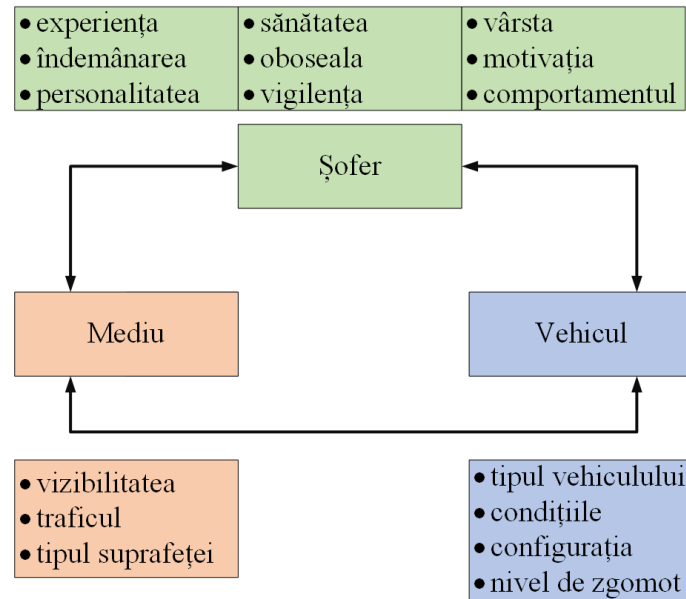 • experiența
• îndemânarea
• personalitatea
• sănătatea
• oboseala
• vigilența
• vârsta
• motivația
• comportamentul
Șofer
Mediu
Vehicul
• vizibilitatea
• traficul
• tipul suprafeței
• tipul vehiculului
• condițiile
• configurația
• nivel de zgomot